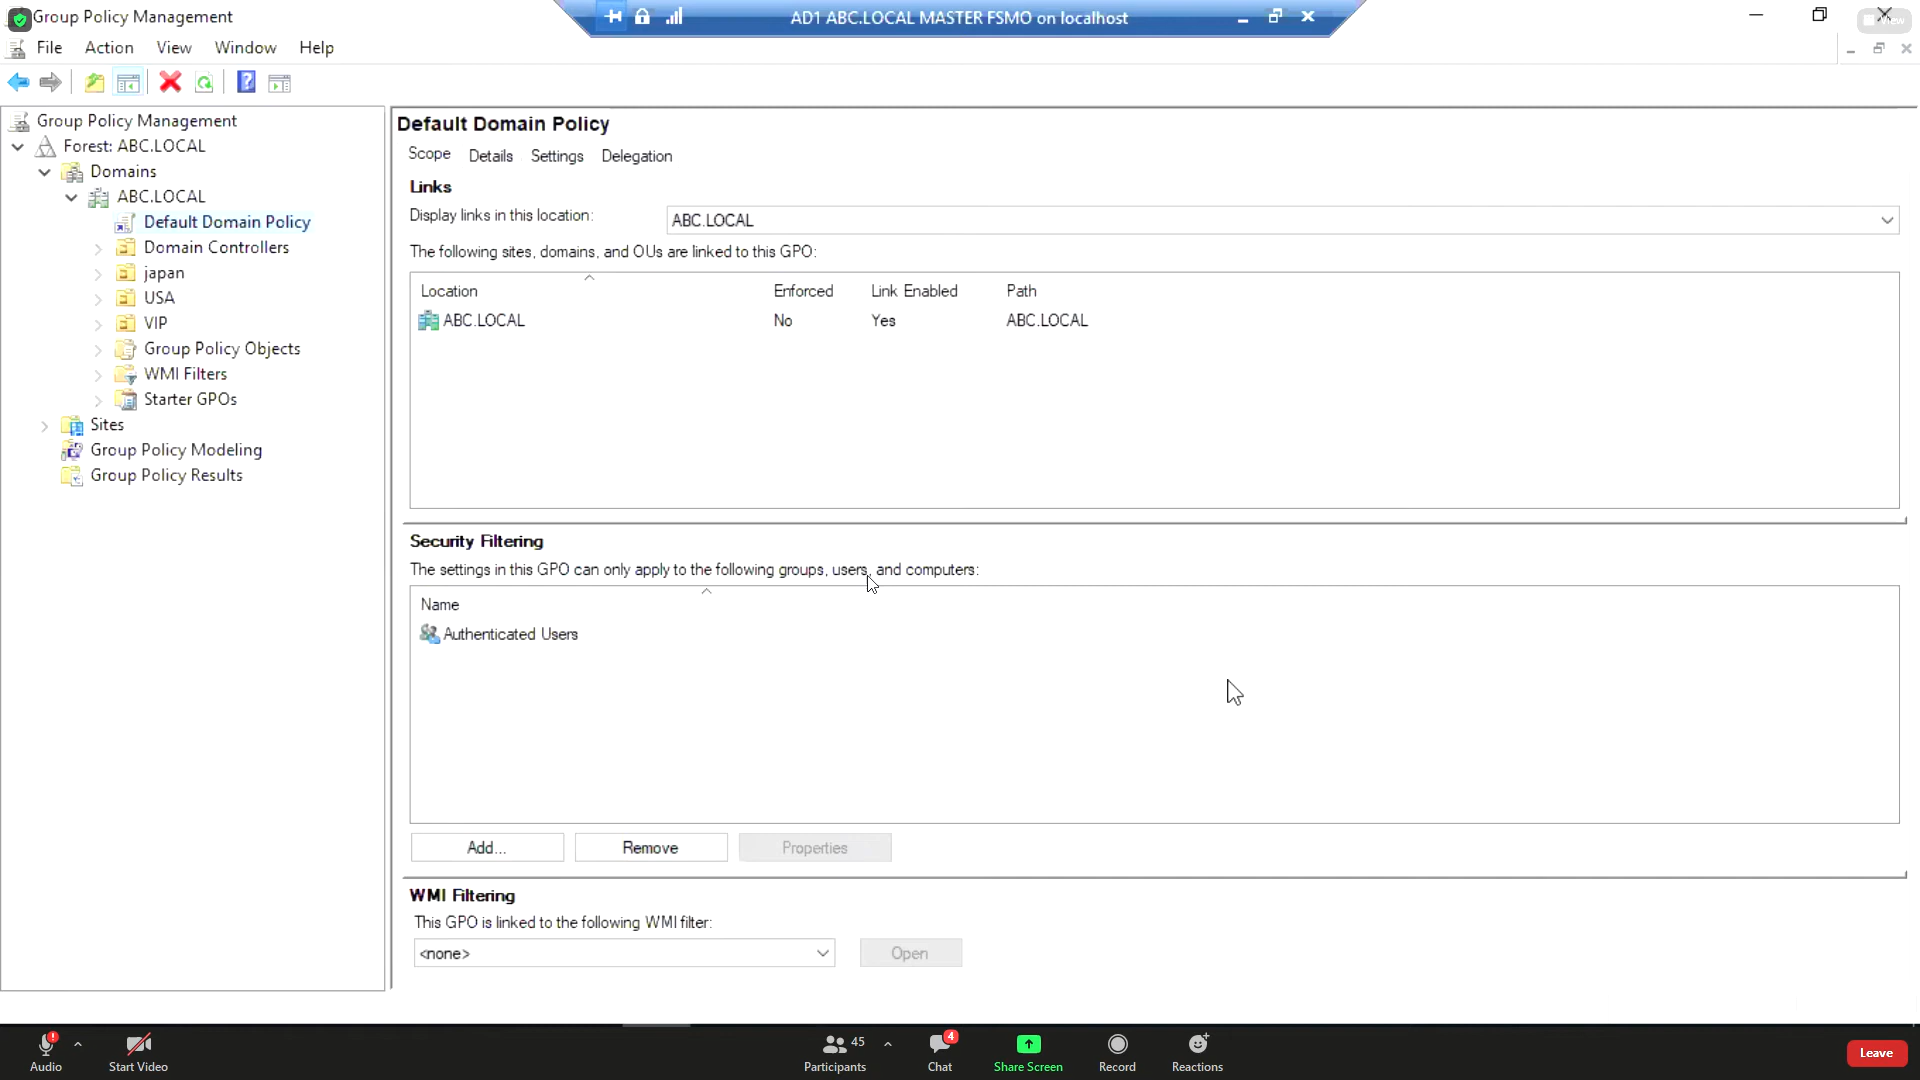 Group Policy Management
AD1 ABC.LOCAL MASTER FSMO on localhost
View
File Action View Window Help
Group Policy Management
Forest: ABC.LOCAL
Domains
ABC.LOCAL
Default Domain Policy
Domain Controllers
japan
USA
VIP
Group Policy Objects
WMI Filters
Starter GPOs
Sites
Group Policy Modeling
Group Policy Results
Default Domain Policy
Scope Details Settings Delegation
Links
Display links in this location: ABC.LOCAL
The following sites, domains, and OUs are linked to this GPO:
Location Enforced Link Enabled Path
ABC.LOCAL No Yes ABC.LOCAL
Security Filtering
The settings in this GPO can only apply to the following groups, users, and computers:
Name
Authenticated Users
Add... Remove Properties
WMI Filtering
This GPO is linked to the following WMI filter:
<none> Open
Audio Start Video 45 Participants 4 Chat Share Screen Record Reactions Leave